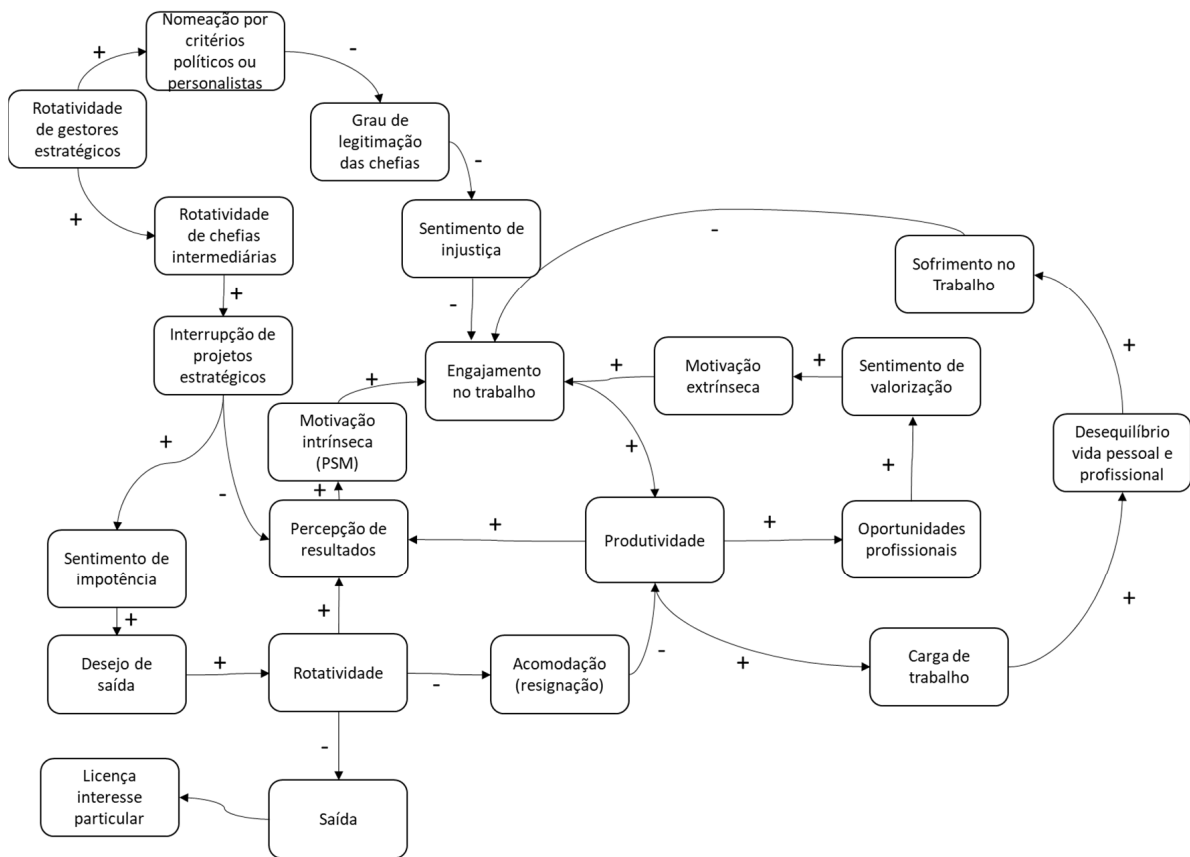 Nomeação por
critérios
políticos ou
personalistas
+
-
Rotatividade
de gestores
estratégicos
Grau de
legitimação
das chefias
-
+
Rotatividade
de chefias
intermediárias
Sentimento de
injustiça
-
Sofrimento no
Trabalho
+
-
Interrupção de
projetos
estratégicos
Engajamento
no trabalho
+
Motivação
extrínseca
+
Sentimento de
valorização
+
+
Motivação
intrínseca
(PSM)
+
-
+
+
+
Desequilíbrio
vida pessoal e
profissional
Percepção de
resultados
+
Produtividade
+
Oportunidades
profissionais
Sentimento de
impotência
+
+
+
Desejo de
saída
+
Rotatividade
-
Acomodação
(resignação)
-
+
Carga de
trabalho
-
Licença
interesse
particular
Saída